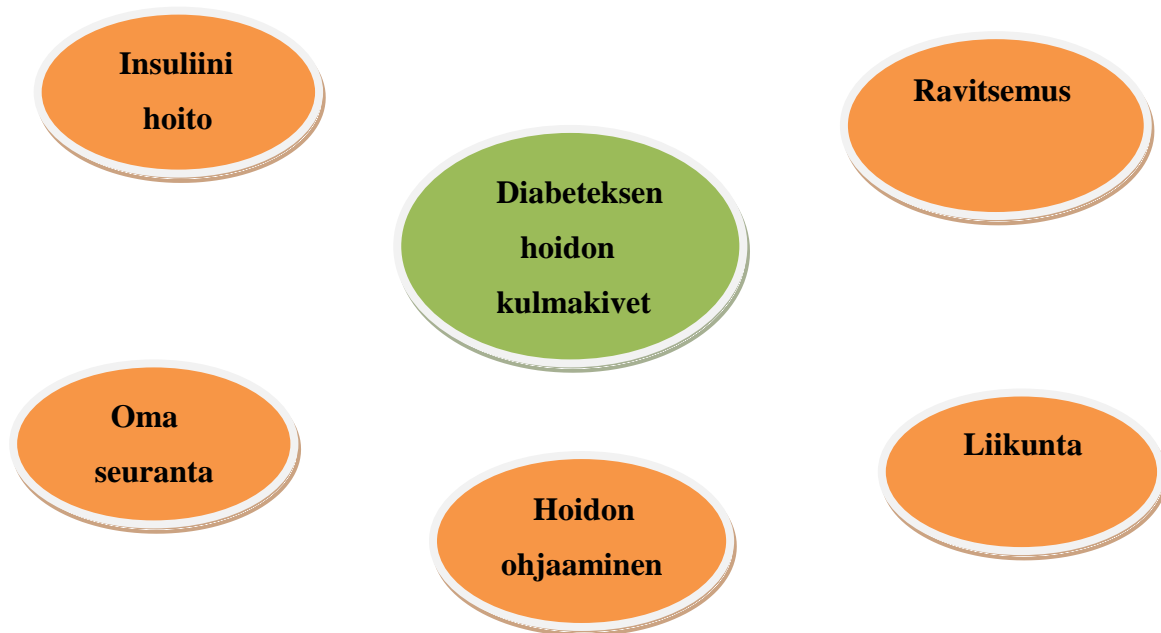 Insuliini
hoito
Ravitsemus
Diabeteksen
hoidon
kulmakivet
Oma
seuranta
Liikunta
Hoidon
ohjaaminen